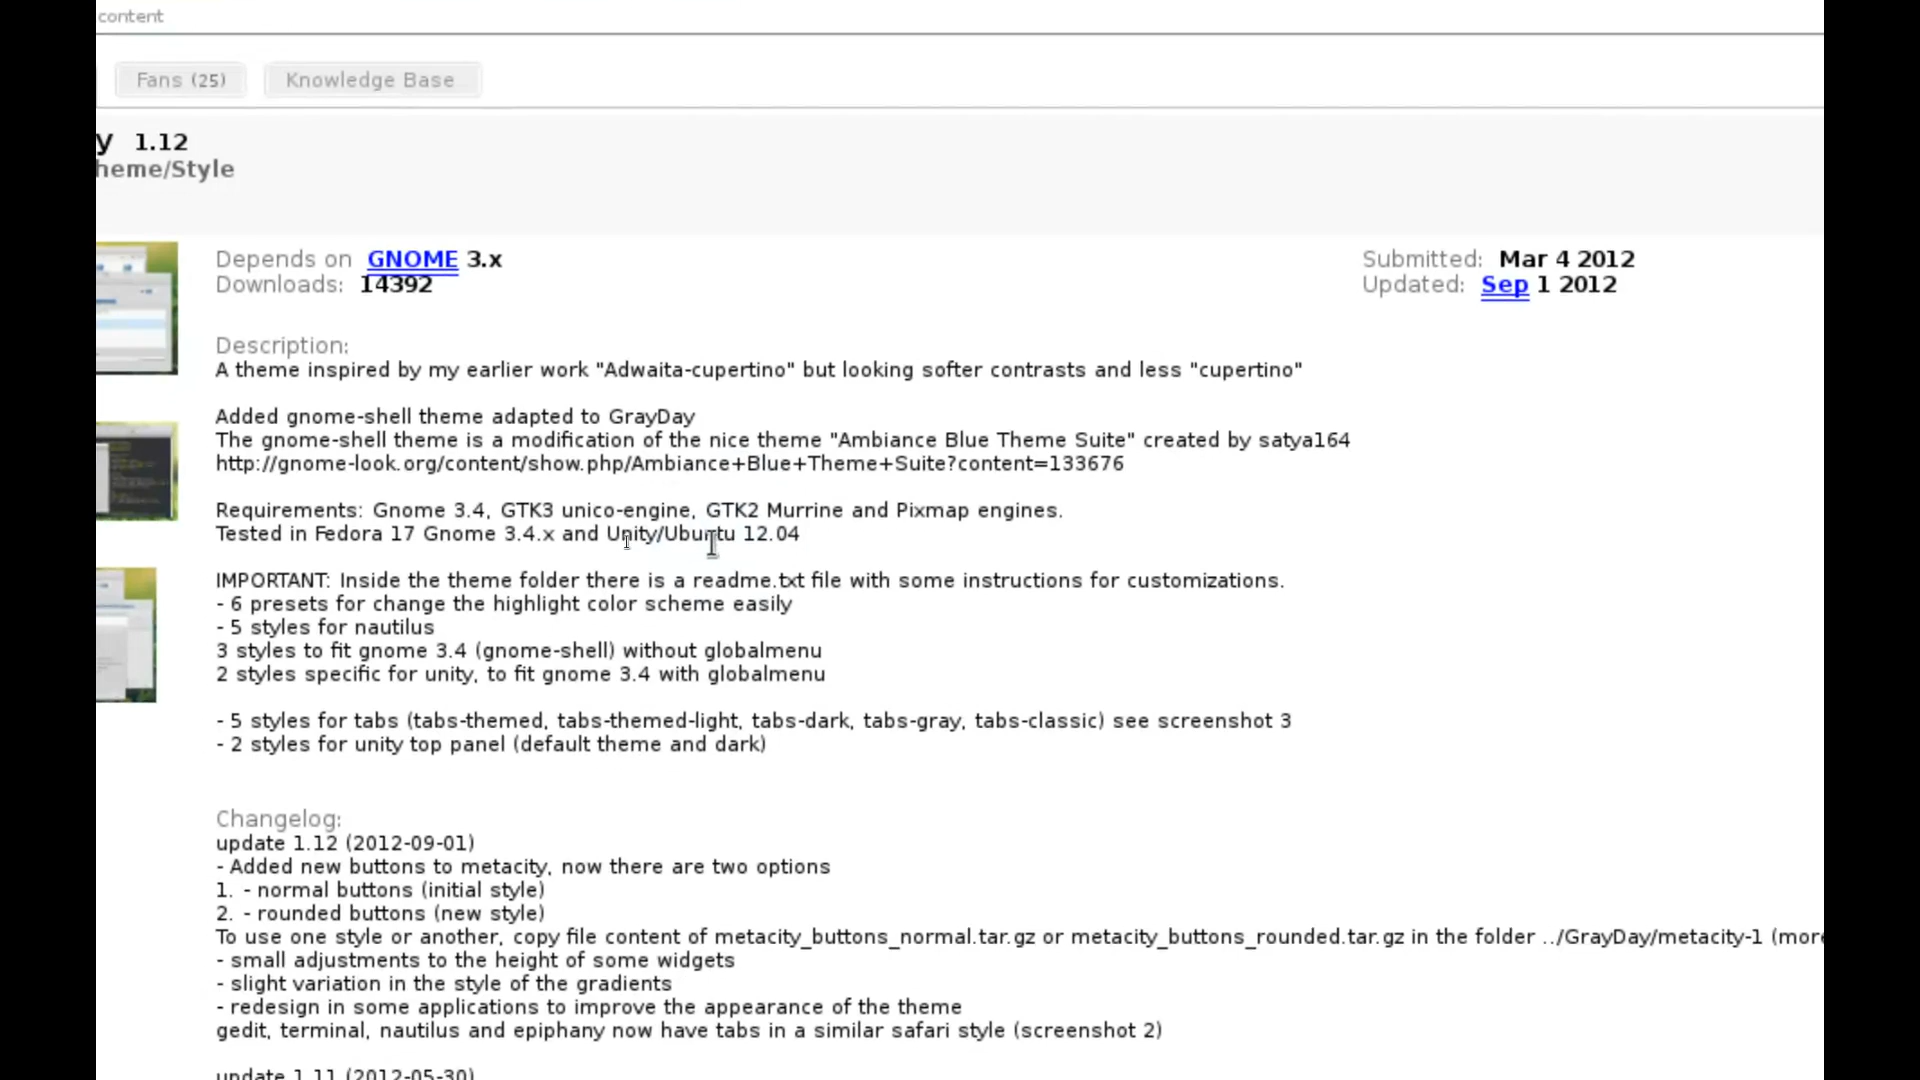 content
Fans (25) Knowledge Base
y 1.12
heme/Style
Depends on GNOME 3.x
Downloads: 14392
Submitted: Mar 4 2012
Updated: Sep 1 2012
Description:
A theme inspired by my earlier work "Adwaita-cupertino" but looking softer contrasts and less "cupertino"
Added gnome-shell theme adapted to GrayDay
The gnome-shell theme is a modification of the nice theme "Ambiance Blue Theme Suite" created by satya164
http://gnome-look.org/content/show.php/Ambiance+Blue+Theme+Suite?content=133676
Requirements: Gnome 3.4, GTK3 unico-engine, GTK2 Murrine and Pixmap engines.
Tested in Fedora 17 Gnome 3.4.x and Unity/Ubuntu 12.04
IMPORTANT: Inside the theme folder there is a readme.txt file with some instructions for customizations.
- 6 presets for change the highlight color scheme easily
- 5 styles for nautilus
3 styles to fit gnome 3.4 (gnome-shell) without globalmenu
2 styles specific for unity, to fit gnome 3.4 with globalmenu
- 5 styles for tabs (tabs-themed, tabs-themed-light, tabs-dark, tabs-gray, tabs-classic) see screenshot 3
- 2 styles for unity top panel (default theme and dark)
Changelog:
update 1.12 (2012-09-01)
- Added new buttons to metacity, now there are two options
1. - normal buttons (initial style)
2. - rounded buttons (new style)
To use one style or another, copy file content of metacity_buttons_normal.tar.gz or metacity_buttons_rounded.tar.gz in the folder ../GrayDay/metacity-1 (more
- small adjustments to the height of some widgets
- slight variation in the style of the gradients
- redesign in some applications to improve the appearance of the theme
gedit, terminal, nautilus and epiphany now have tabs in a similar safari style (screenshot 2)
update 1.11 (2012-05-30)